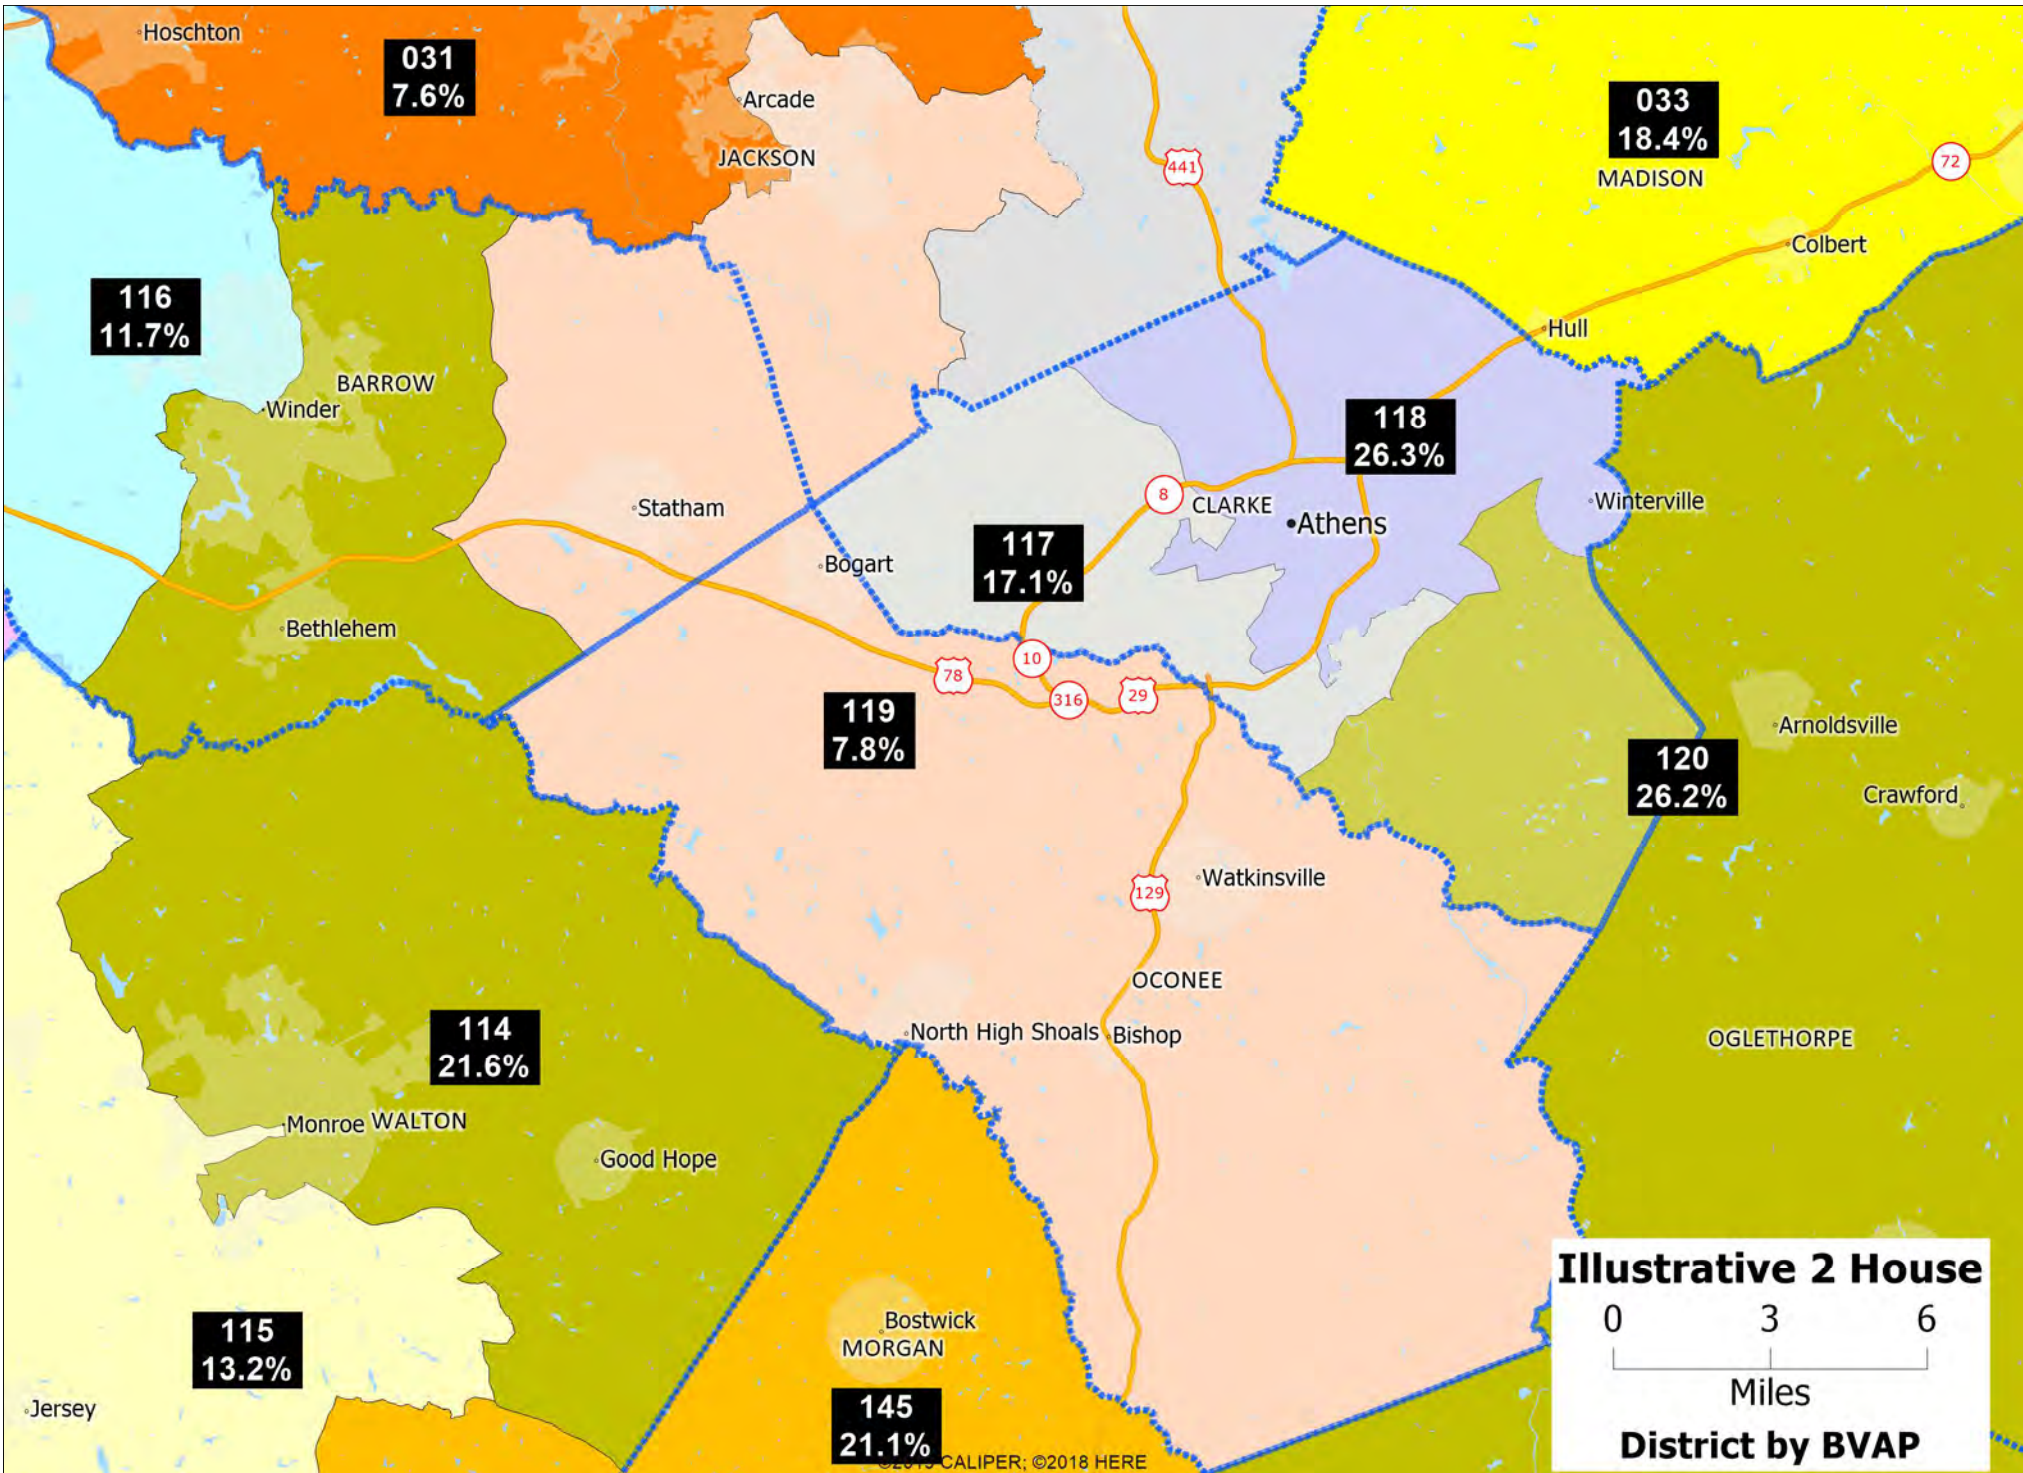 Hoschton
031
7.6%
Arcade
JACKSON
441
033
18.4%
MADISON
72
Colbert
116
11.7%
Hull
BARROW
Winder
118
26.3%
Statham
8
CLARKE
Athens
Winterville
117
17.1%
Bogart
Bethlehem
10
78
316
29
119
7.8%
Arnoldsville
120
26.2%
Crawford
Watkinsville
129
OCONEE
114
21.6%
North High Shoals
Bishop
OGLETHORPE
Monroe
WALTON
Good Hope
115
13.2%
Bostwick
MORGAN
Jersey
145
21.1%
CALIPER; ©2018 HERE
Illustrative 2 House
0 3 6
Miles
District by BVAP